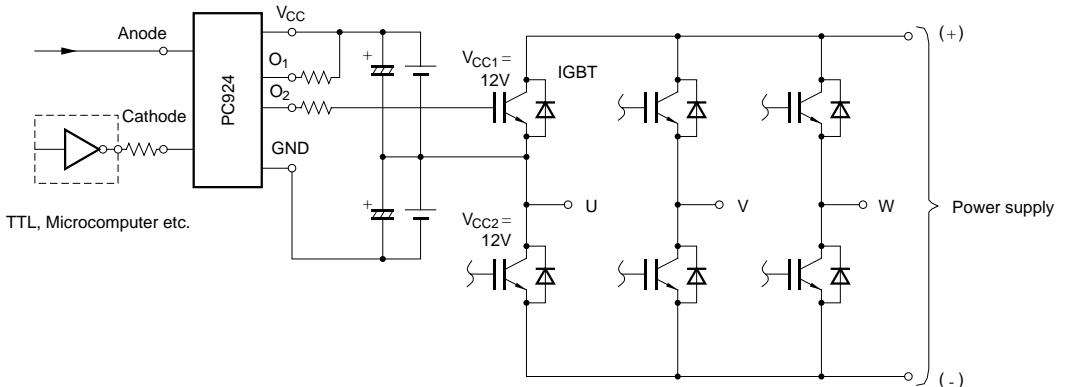 Anode
Cathode
TTL, Microcomputer etc.
PC924
VCC
O1
O2
GND
VCC1 =
12V
IGBT
VCC2 =
12V
U
V
W
(+)
Power supply
(-)
+
+